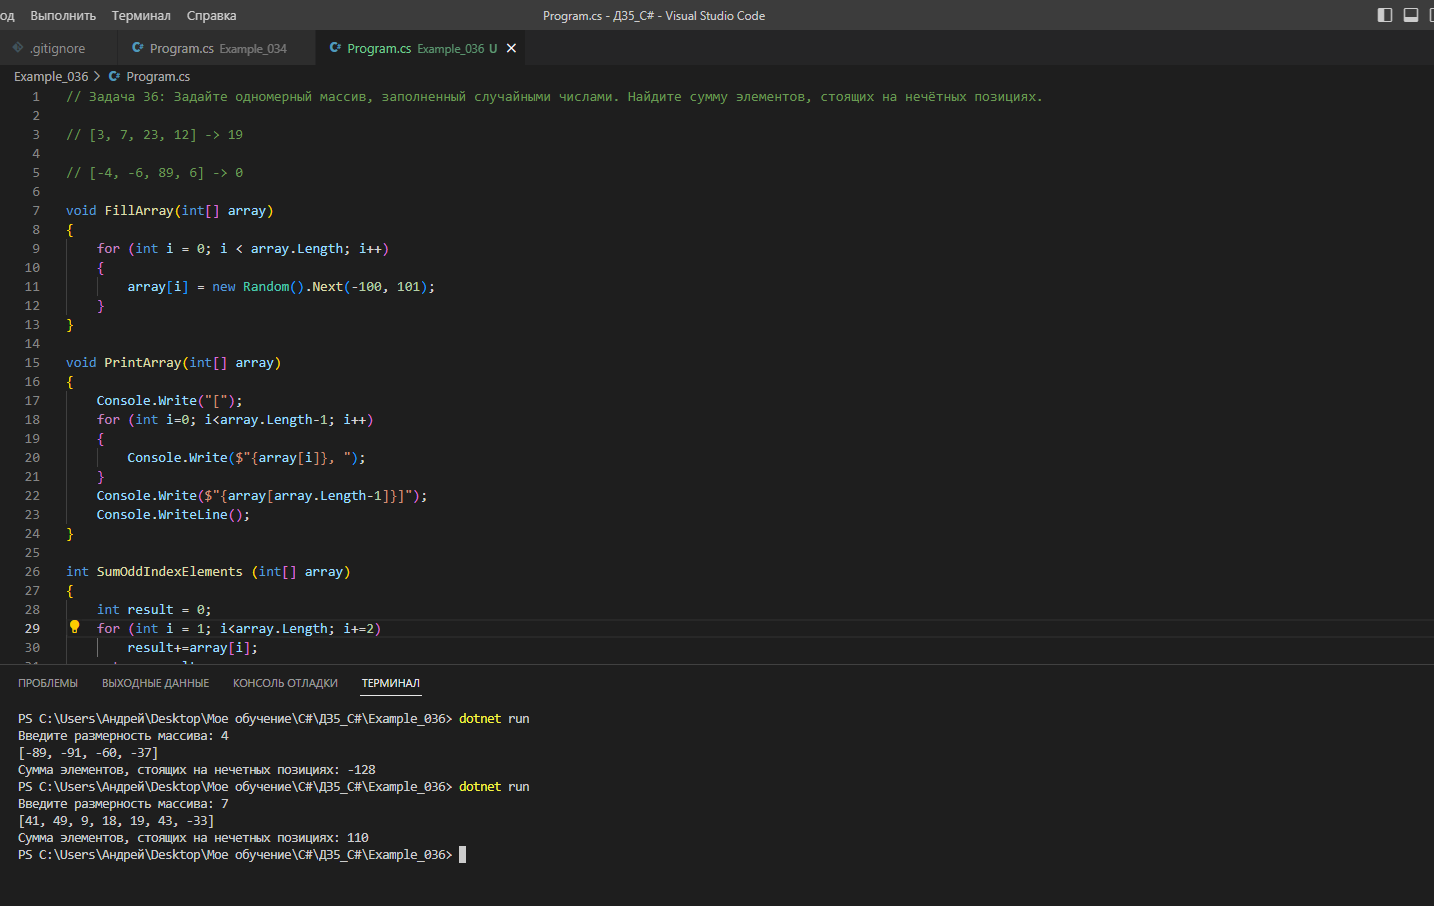 од Выполнить Терминал Справка Program.cs - ДЗ5_C# - Visual Studio Code
.gitignore Program.cs Example_034 Program.cs Example_036 U
Example_036 > Program.cs
1 // Задача 36: Задайте одномерный массив, заполненный случайными числами. Найдите сумму элементов, стоящих на нечётных позициях.
2
3 // [3, 7, 23, 12] -> 19
4
5 // [-4, -6, 89, 6] -> 0
6
7 void FillArray(int[] array)
8 {
9 for (int i = 0; i < array.Length; i++)
10 {
11 array[i] = new Random().Next(-100, 101);
12 }
13 }
14
15 void PrintArray(int[] array)
16 {
17 Console.Write("[");
18 for (int i=0; i<array.Length-1; i++)
19 {
20 Console.Write($"{array[i]}, ");
21 }
22 Console.Write($"{array[array.Length-1]}]");
23 Console.WriteLine();
24 }
25
26 int SumOddIndexElements (int[] array)
27 {
28 int result = 0;
29 for (int i = 1; i<array.Length; i+=2)
30 result+=array[i];
ПРОБЛЕМЫ ВЫХОДНЫЕ ДАННЫЕ КОНСОЛЬ ОТЛАДКИ ТЕРМИНАЛ
PS C:\Users\Андрей\Desktop\Мое обучение\C#\ДЗ5_C#\Example_036> dotnet run
Введите размерность массива: 4
[-89, -91, -60, -37]
Сумма элементов, стоящих на нечетных позициях: -128
PS C:\Users\Андрей\Desktop\Мое обучение\C#\ДЗ5_C#\Example_036> dotnet run
Введите размерность массива: 7
[41, 49, 9, 18, 19, 43, -33]
Сумма элементов, стоящих на нечетных позициях: 110
PS C:\Users\Андрей\Desktop\Мое обучение\C#\ДЗ5_C#\Example_036>